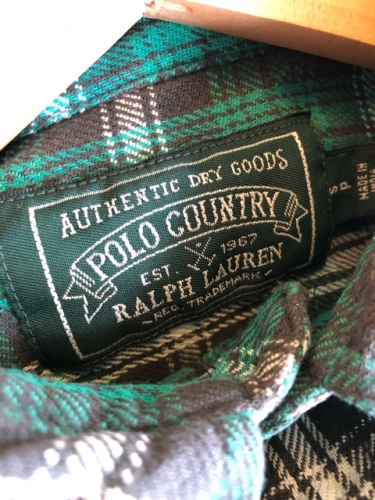 AUTHENTIC DRY GOODS
POLO COUNTRY
EST. 1967
RALPH LAUREN
REG. TRADEMARK
S P
MADE IN